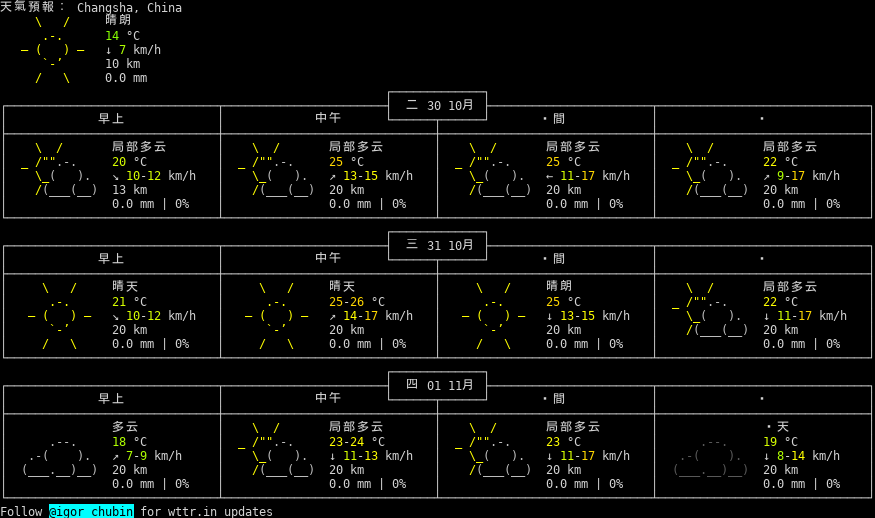 天氣預報： Changsha, China
晴朗
14 °C
↓ 7 km/h
10 km
0.0 mm
二 30 10月
早上 中午 ・間 ・
局部多云 局部多云 局部多云 局部多云
20 °C 25 °C 25 °C 22 °C
↘ 10-12 km/h ↗ 13-15 km/h ← 11-17 km/h ↗ 9-17 km/h
13 km 20 km 20 km 20 km
0.0 mm | 0% 0.0 mm | 0% 0.0 mm | 0% 0.0 mm | 0%
三 31 10月
早上 中午 ・間 ・
晴天 晴天 晴朗 局部多云
21 °C 25-26 °C 25 °C 22 °C
↘ 10-12 km/h ↗ 14-17 km/h ↓ 13-15 km/h ↓ 11-17 km/h
20 km 20 km 20 km 20 km
0.0 mm | 0% 0.0 mm | 0% 0.0 mm | 0% 0.0 mm | 0%
四 01 11月
早上 中午 ・間 ・
多云 局部多云 局部多云 ・天
18 °C 23-24 °C 23 °C 19 °C
↗ 7-9 km/h ↓ 11-13 km/h ↓ 11-17 km/h ↓ 8-14 km/h
20 km 20 km 20 km 20 km
0.0 mm | 0% 0.0 mm | 0% 0.0 mm | 0% 0.0 mm | 0%
Follow @igor_chubin for wttr.in updates